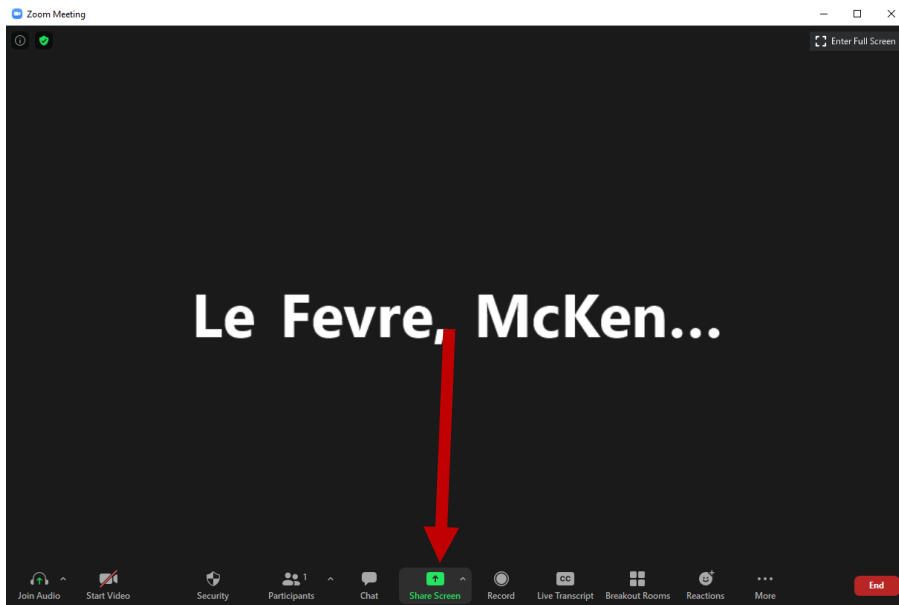 Zoom Meeting
Enter Full Screen
Le Fevre, McKen...
1
Join Audio Start Video Security Participants Chat Share Screen Record Live Transcript Breakout Rooms Reactions More End
CC